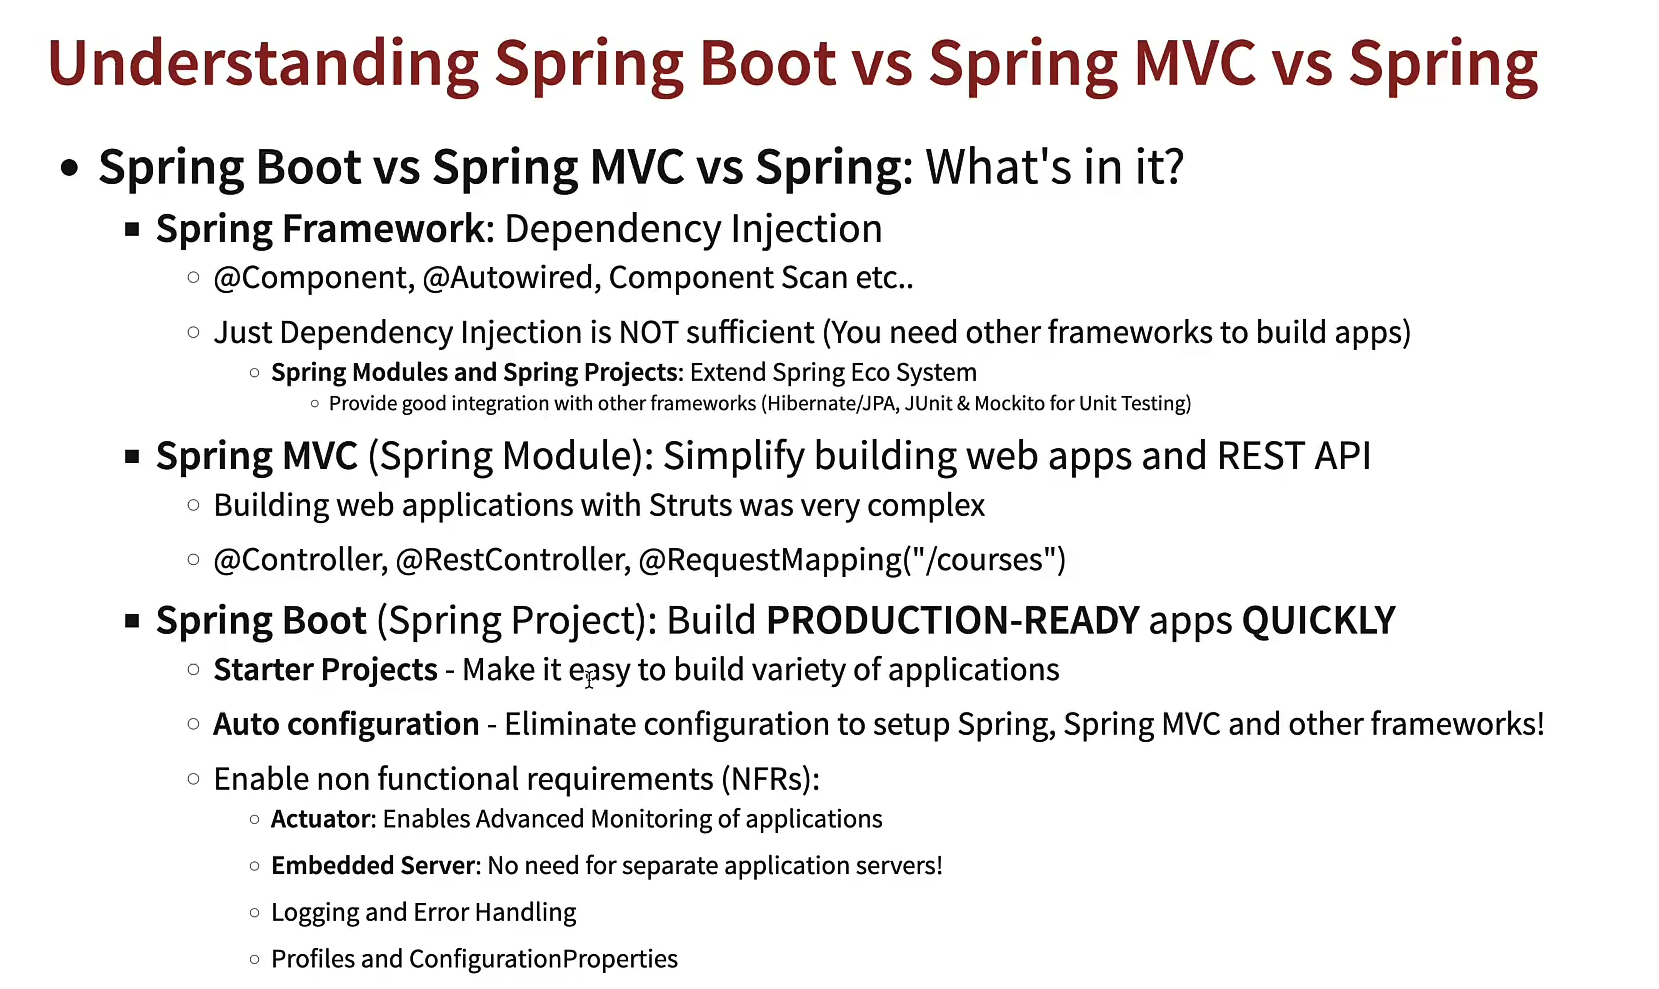 Understanding Spring Boot vs Spring MVC vs Spring
• Spring Boot vs Spring MVC vs Spring: What's in it?
▪ Spring Framework: Dependency Injection
○ @Component, @Autowired, Component Scan etc..
○ Just Dependency Injection is NOT sufficient (You need other frameworks to build apps)
○ Spring Modules and Spring Projects: Extend Spring Eco System
○ Provide good integration with other frameworks (Hibernate/JPA, JUnit & Mockito for Unit Testing)
▪ Spring MVC (Spring Module): Simplify building web apps and REST API
○ Building web applications with Struts was very complex
○ @Controller, @RestController, @RequestMapping("/courses")
▪ Spring Boot (Spring Project): Build PRODUCTION-READY apps QUICKLY
○ Starter Projects - Make it easy to build variety of applications
○ Auto configuration - Eliminate configuration to setup Spring, Spring MVC and other frameworks!
○ Enable non functional requirements (NFRs):
○ Actuator: Enables Advanced Monitoring of applications
○ Embedded Server: No need for separate application servers!
○ Logging and Error Handling
○ Profiles and ConfigurationProperties